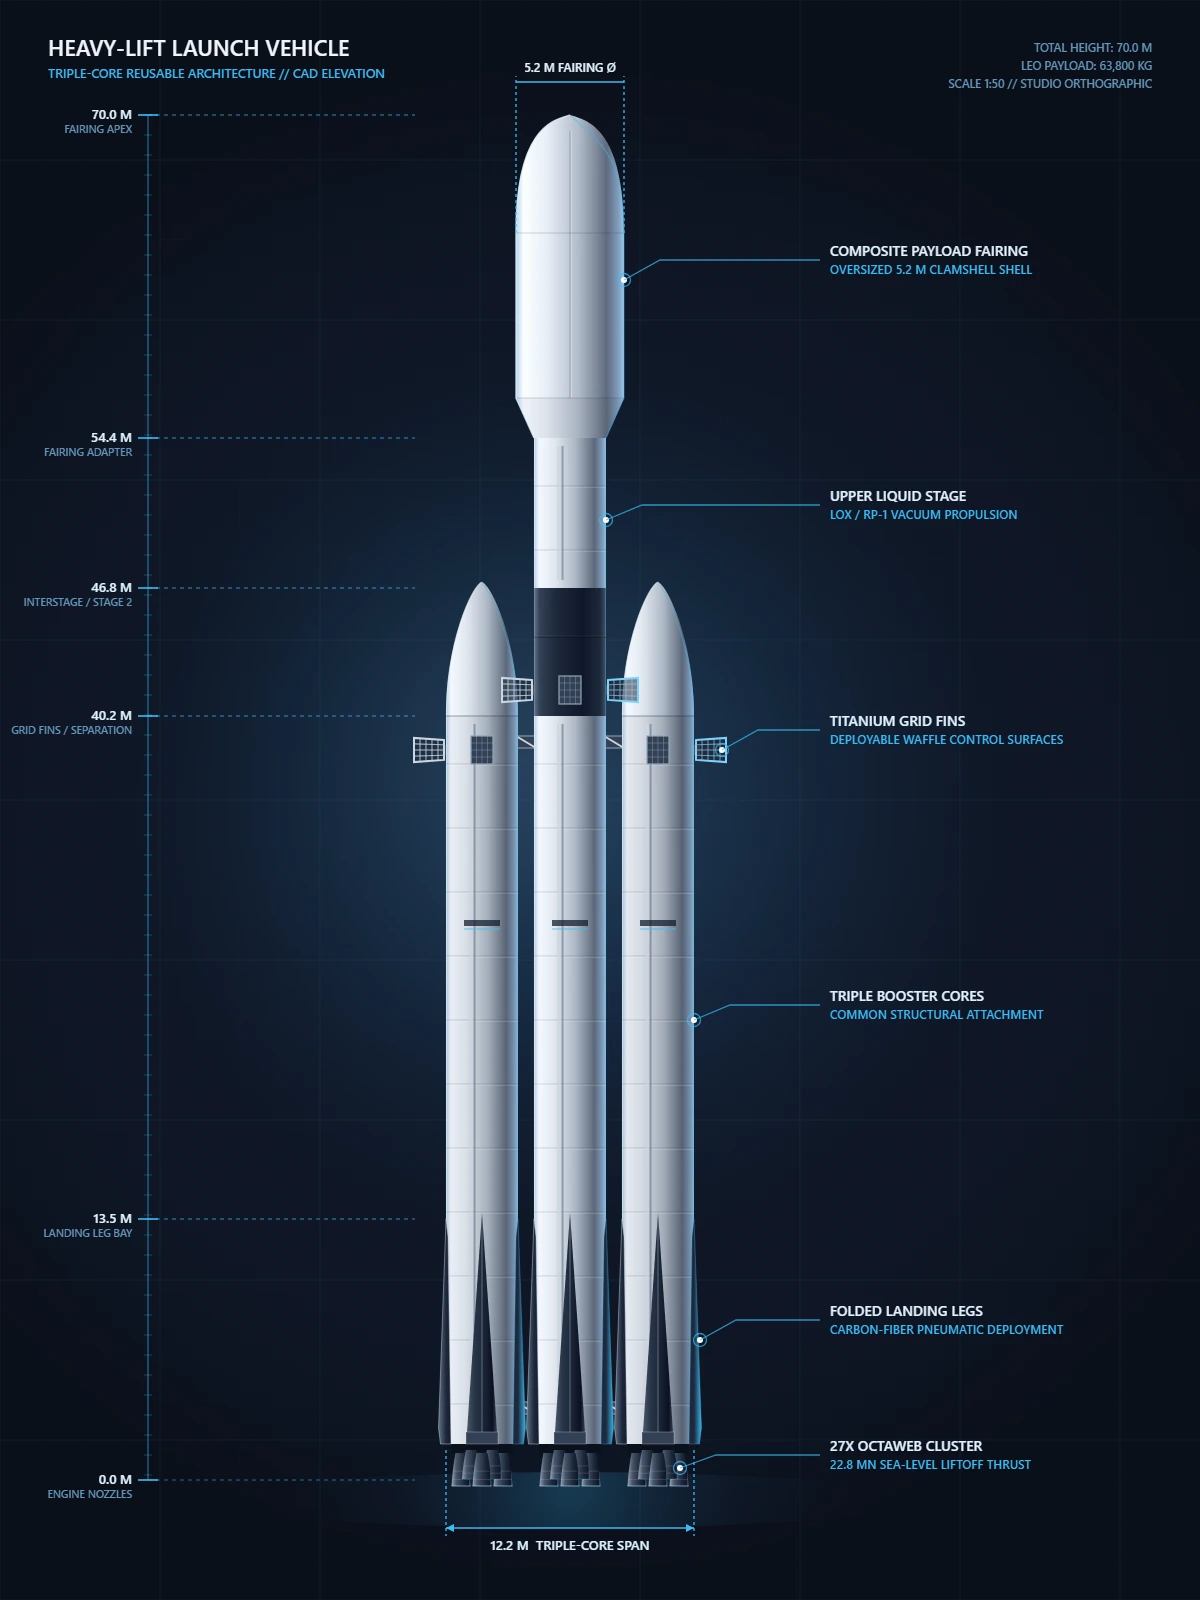 HEAVY-LIFT LAUNCH VEHICLE
TRIPLE-CORE REUSABLE ARCHITECTURE // CAD ELEVATION
TOTAL HEIGHT: 70.0 M
LEO PAYLOAD: 63,800 KG
SCALE 1:50 // STUDIO ORTHOGRAPHIC
5.2 M FAIRING Ø
70.0 M
FAIRING APEX
COMPOSITE PAYLOAD FAIRING
OVERSIZED 5.2 M CLAMSHELL SHELL
54.4 M
FAIRING ADAPTER
UPPER LIQUID STAGE
LOX / RP-1 VACUUM PROPULSION
46.8 M
INTERSTAGE / STAGE 2
40.2 M
GRID FINS / SEPARATION
TITANIUM GRID FINS
DEPLOYABLE WAFFLE CONTROL SURFACES
TRIPLE BOOSTER CORES
COMMON STRUCTURAL ATTACHMENT
13.5 M
LANDING LEG BAY
FOLDED LANDING LEGS
CARBON-FIBER PNEUMATIC DEPLOYMENT
27X OCTAWEB CLUSTER
22.8 MN SEA-LEVEL LIFTOFF THRUST
0.0 M
ENGINE NOZZLES
12.2 M TRIPLE-CORE SPAN